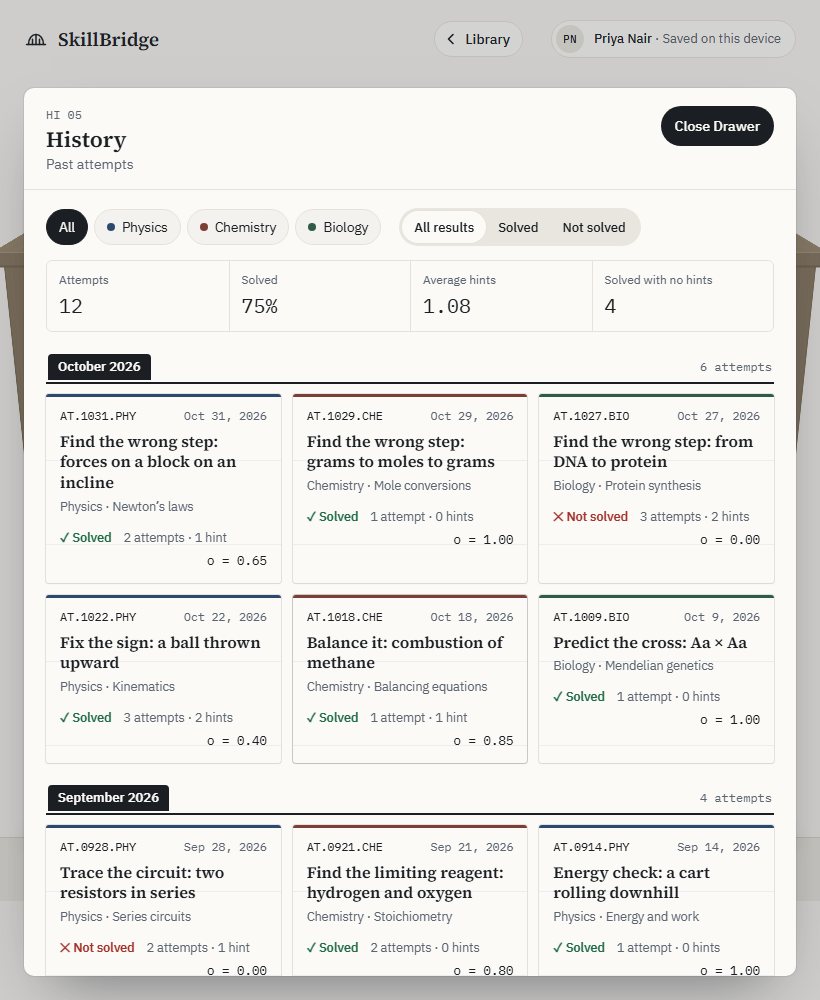 SkillBridge
Library
PN Priya Nair · Saved on this device
HI 05
History
Past attempts
Close Drawer
All Physics Chemistry Biology All results Solved Not solved
Attempts
12
Solved
75%
Average hints
1.08
Solved with no hints
4
October 2026
6 attempts
AT.1031.PHY Oct 31, 2026
Find the wrong step:
forces on a block on an
incline
Physics · Newton's laws
✓ Solved 2 attempts · 1 hint
o = 0.65
AT.1029.CHE Oct 29, 2026
Find the wrong step:
grams to moles to grams
Chemistry · Mole conversions
✓ Solved 1 attempt · 0 hints
o = 1.00
AT.1027.BIO Oct 27, 2026
Find the wrong step: from
DNA to protein
Biology · Protein synthesis
✕ Not solved 3 attempts · 2 hints
o = 0.00
AT.1022.PHY Oct 22, 2026
Fix the sign: a ball thrown
upward
Physics · Kinematics
✓ Solved 3 attempts · 2 hints
o = 0.40
AT.1018.CHE Oct 18, 2026
Balance it: combustion of
methane
Chemistry · Balancing equations
✓ Solved 1 attempt · 1 hint
o = 0.85
AT.1009.BIO Oct 9, 2026
Predict the cross: Aa × Aa
Biology · Mendelian genetics
✓ Solved 1 attempt · 0 hints
o = 1.00
September 2026
4 attempts
AT.0928.PHY Sep 28, 2026
Trace the circuit: two
resistors in series
Physics · Series circuits
✕ Not solved 2 attempts · 1 hint
o = 0.00
AT.0921.CHE Sep 21, 2026
Find the limiting reagent:
hydrogen and oxygen
Chemistry · Stoichiometry
✓ Solved 2 attempts · 0 hints
o = 0.80
AT.0914.PHY Sep 14, 2026
Energy check: a cart
rolling downhill
Physics · Energy and work
✓ Solved 1 attempt · 0 hints
o = 1.00